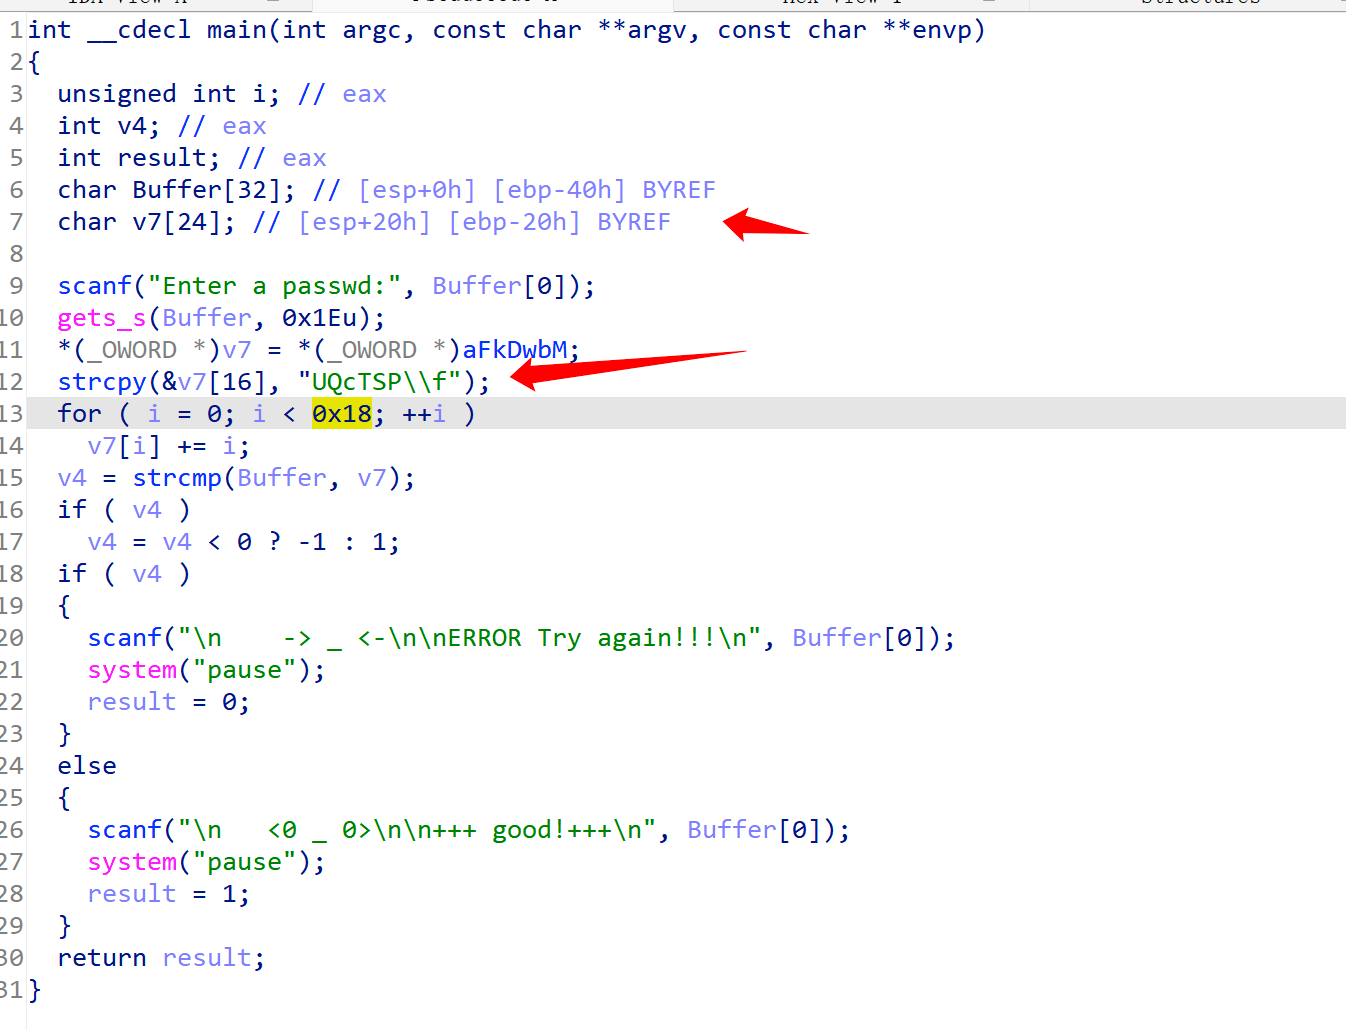 1 int __cdecl main(int argc, const char **argv, const char **envp)
2 {
3   unsigned int i; // eax
4   int v4; // eax
5   int result; // eax
6   char Buffer[32]; // [esp+0h] [ebp-40h] BYREF
7   char v7[24]; // [esp+20h] [ebp-20h] BYREF
8
9   scanf("Enter a passwd:", Buffer[0]);
10   gets_s(Buffer, 0x1Eu);
11   *(_OWORD *)v7 = *(_OWORD *)aFkDwbM;
12   strcpy(&v7[16], "UQcTSP\\f");
13   for ( i = 0; i < 0x18; ++i )
14     v7[i] += i;
15   v4 = strcmp(Buffer, v7);
16   if ( v4 )
17     v4 = v4 < 0 ? -1 : 1;
18   if ( v4 )
19   {
20     scanf("\n    -> _ <-\n\nERROR Try again!!!\n", Buffer[0]);
21     system("pause");
22     result = 0;
23   }
24   else
25   {
26     scanf("\n   <0 _ 0>\n\n+++ good!+++\n", Buffer[0]);
27     system("pause");
28     result = 1;
29   }
30   return result;
31 }